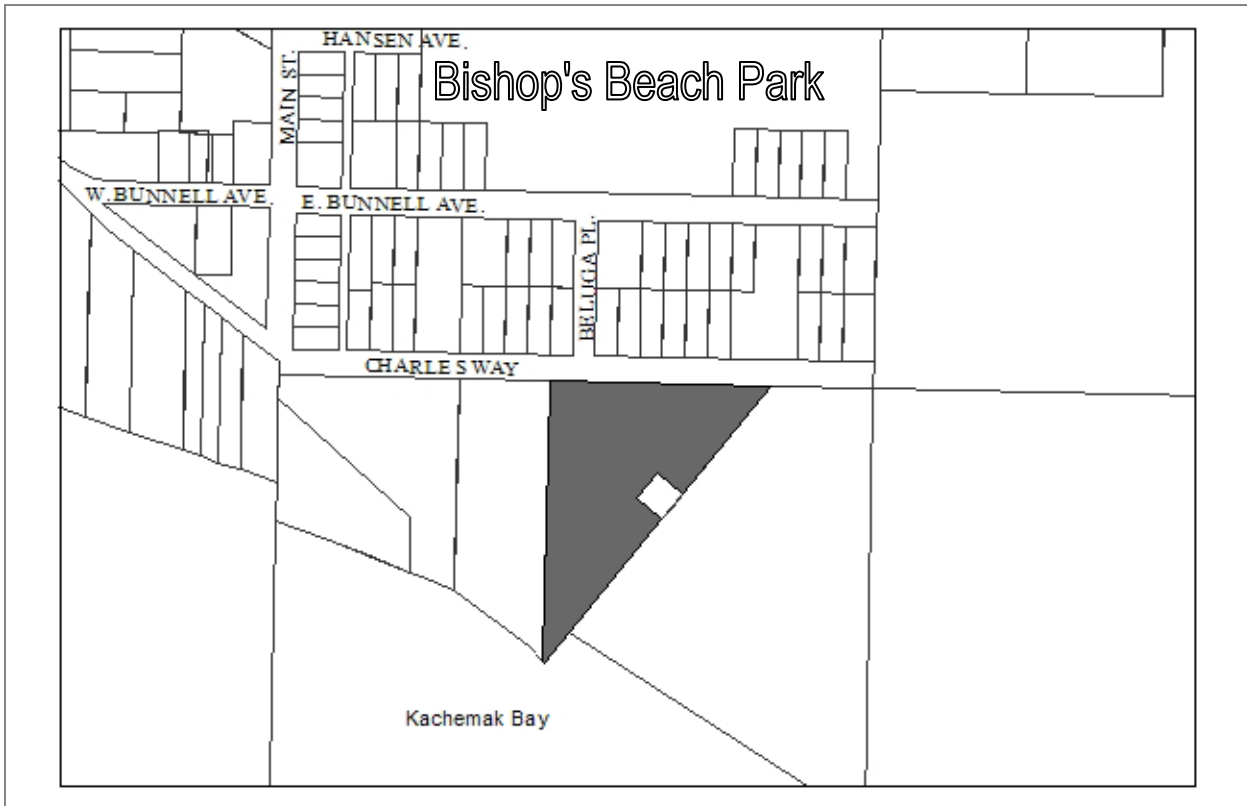 HANSEN AVE.
Bishop's Beach Park
MAIN ST.
W. BUNNELL AVE.
E. BUNNELL AVE.
BELUGA PL.
CHARLES WAY
Kachemak Bay